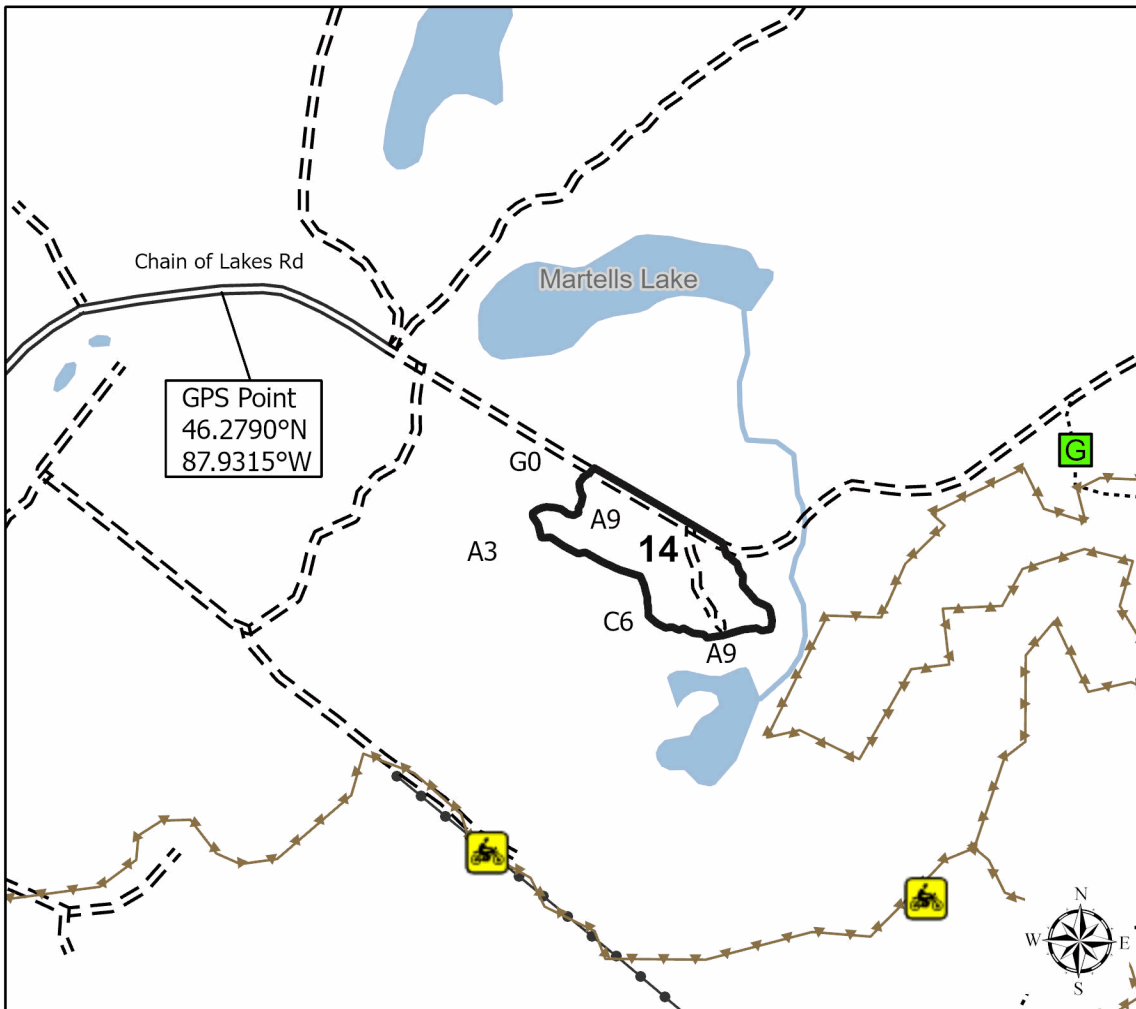 Chain of Lakes Rd
Martells Lake
GPS Point
46.2790°N
87.9315°W
G0
G
A9
14
A3
C6
A9
N
W
E
S